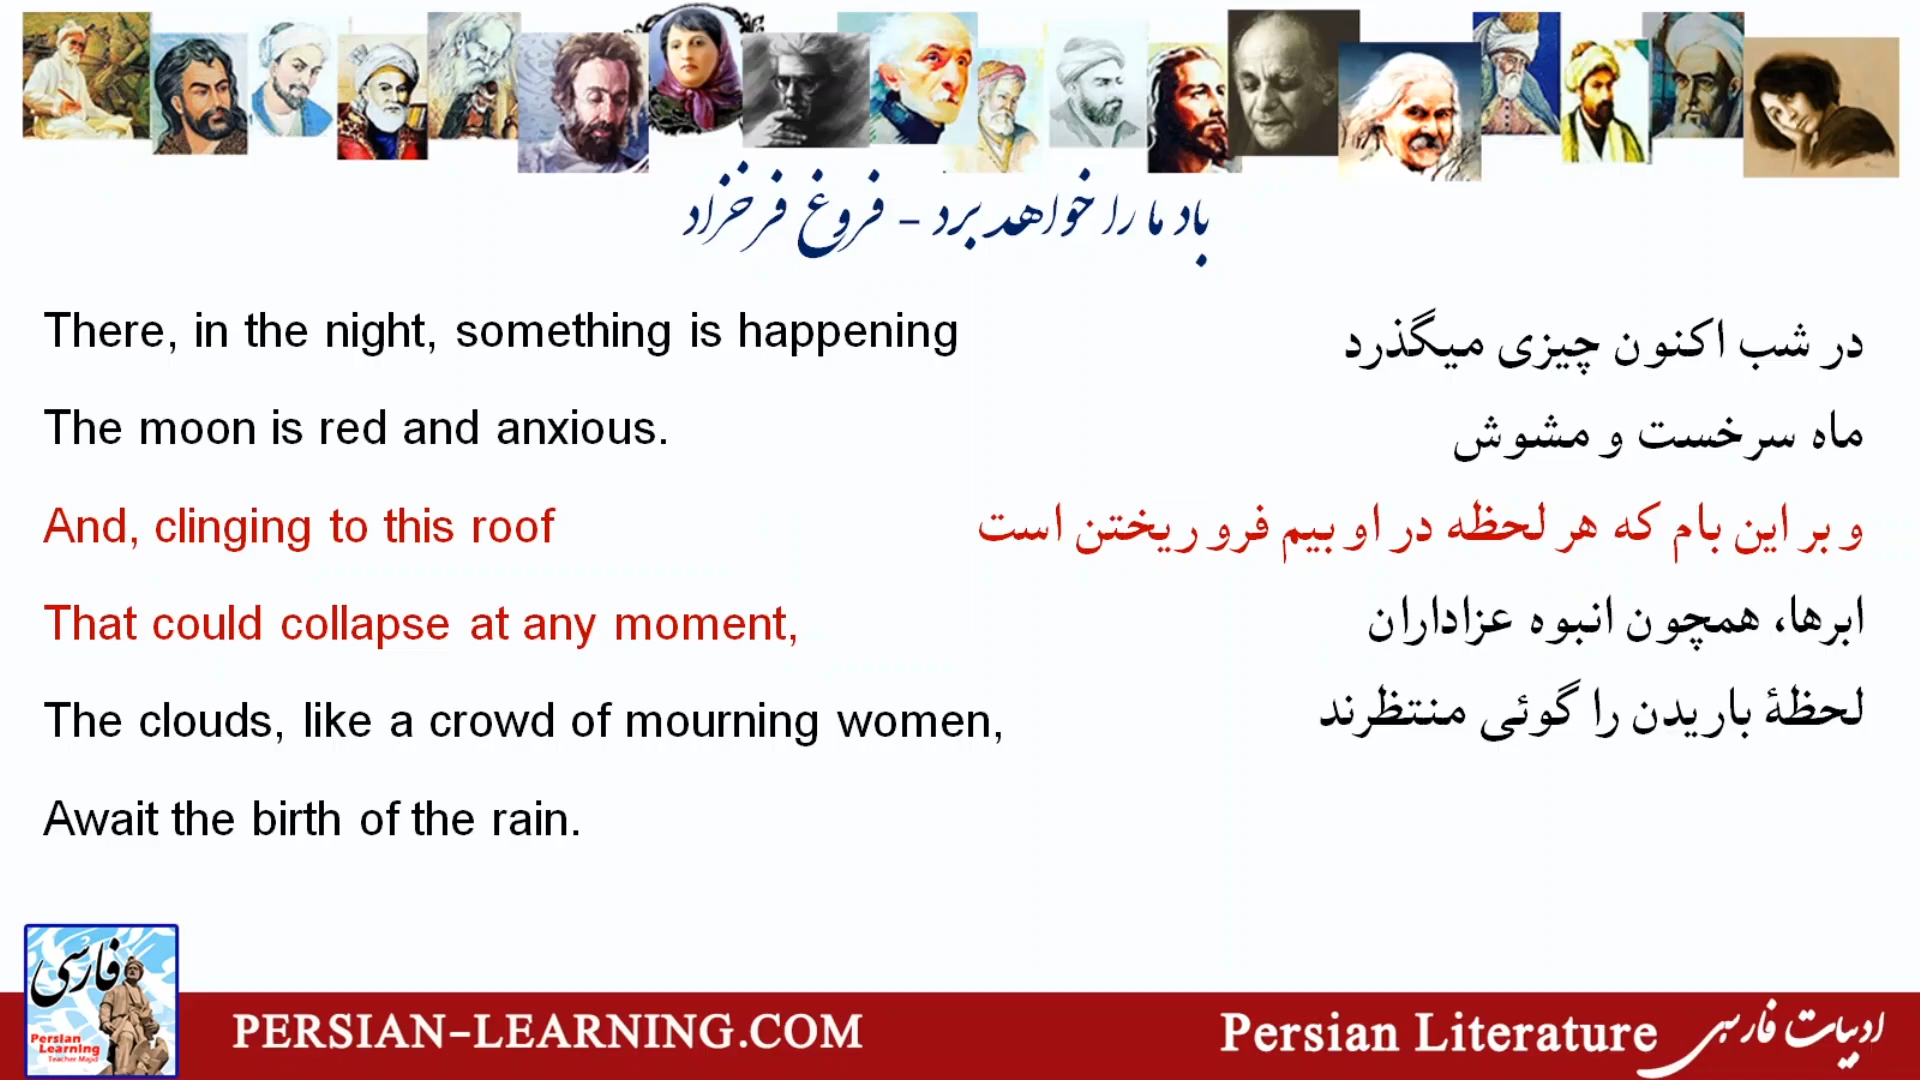 باد ما را خواهد برد - فروغ فرخزاد
There, in the night, something is happening
The moon is red and anxious.
And, clinging to this roof
That could collapse at any moment,
The clouds, like a crowd of mourning women,
Await the birth of the rain.
در شب اکنون چیزی میگذرد
ماه سرخست و مشوش
و بر این بام که هر لحظه در او بیم فرو ریختن است
ابرها، همچون انبوه عزاداران
لحظهٔ باریدن را گوئی منتظرند
فارسی
Persian
Learning
Teacher Majid
PERSIAN-LEARNING.COM
Persian Literature ادبیات فارسی